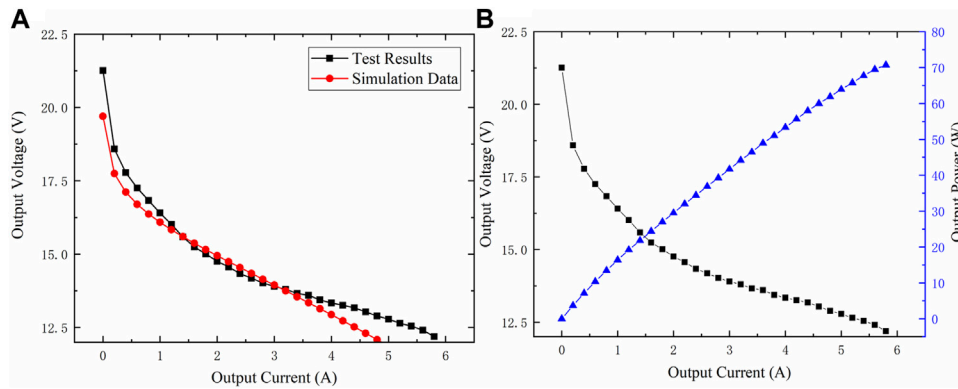 A
22.5
20.0
17.5
15.0
12.5
Output Voltage (V)
0 1 2 3 4 5 6
Output Current (A)
Test Results
Simulation Data
B
22.5
20.0
17.5
15.0
12.5
Output Voltage (V)
0 1 2 3 4 5 6
Output Current (A)
80
70
60
50
40
30
20
10
0
Output Power (W)